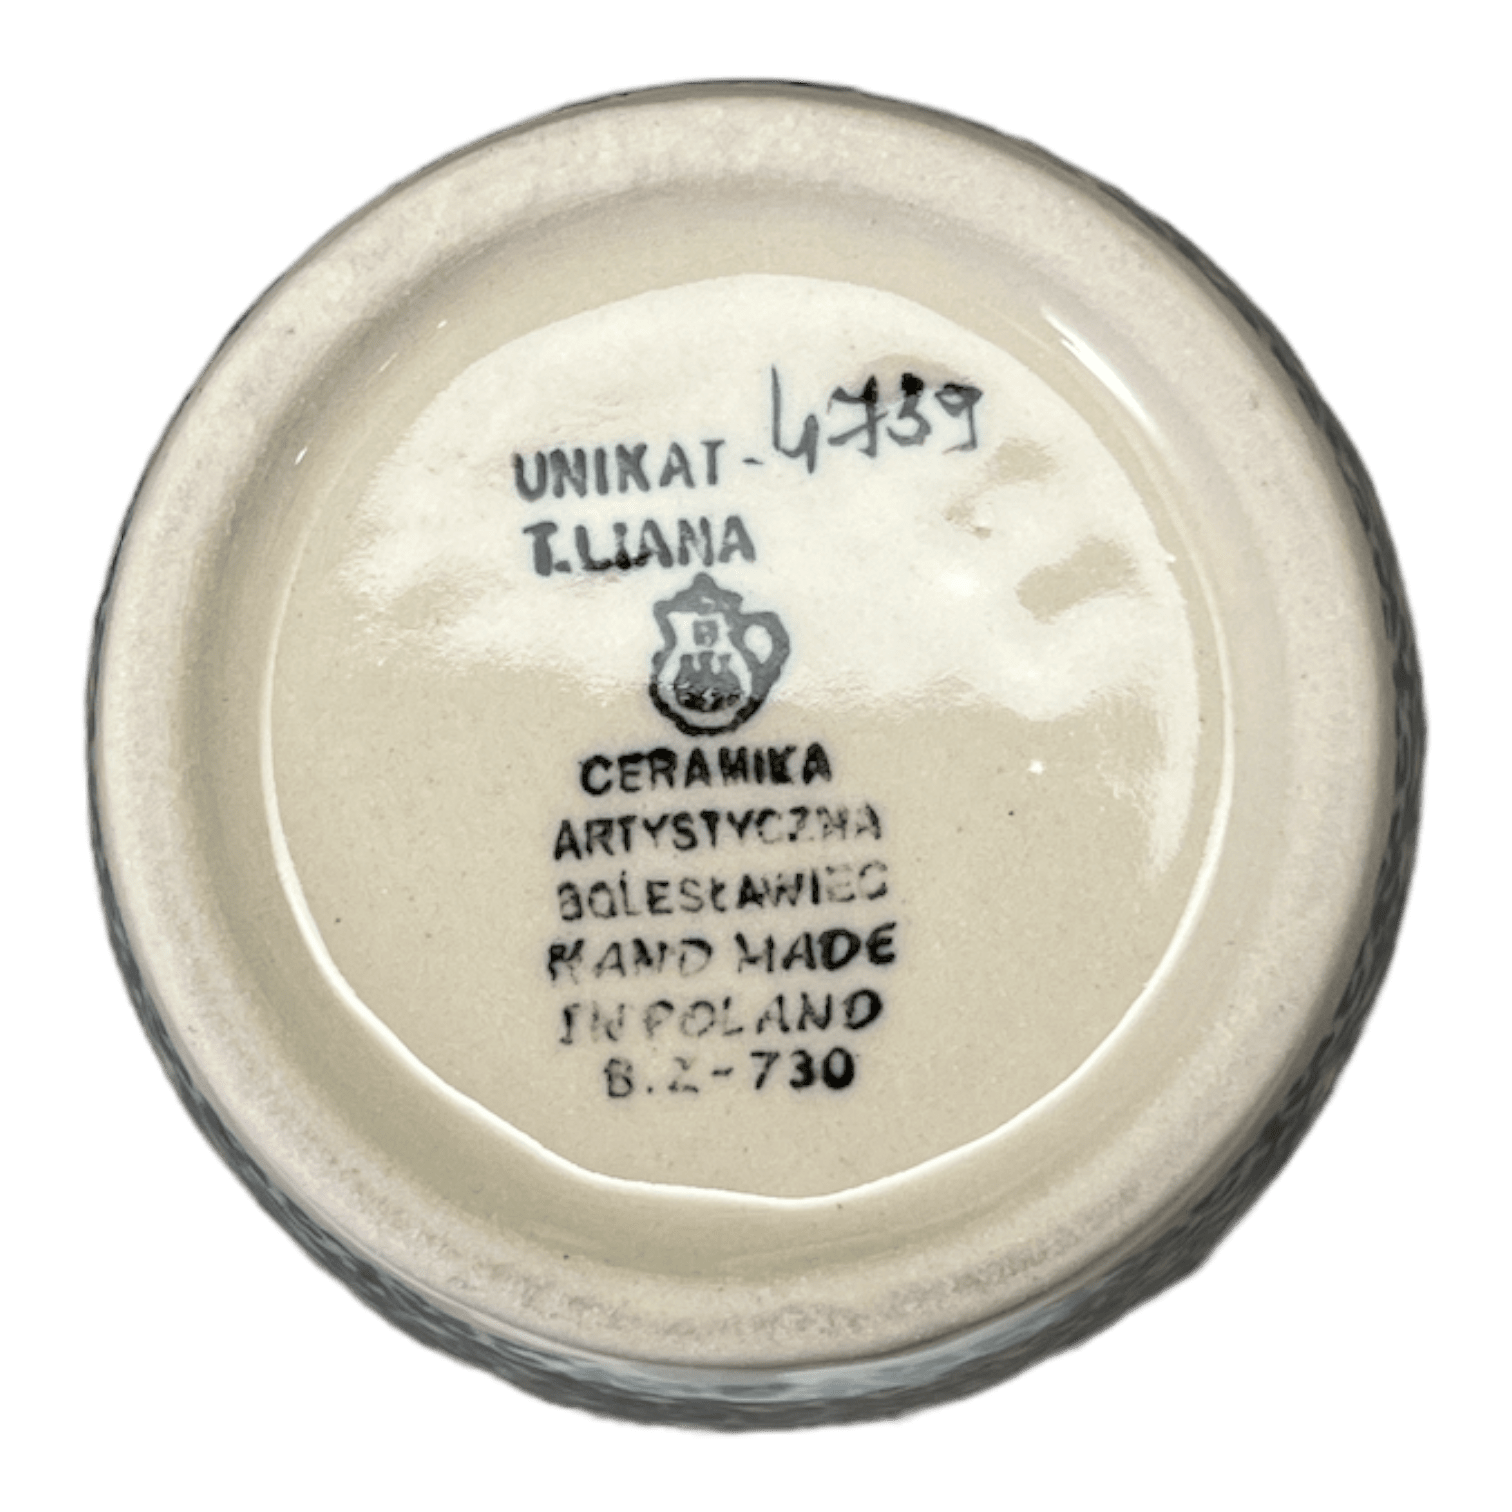 UNIKAT - 4739
T.LIANA
CERAMIKA
ARTYSTYCZNA
BOLESŁAWIEC
HAND MADE
IN POLAND
B.Z-730